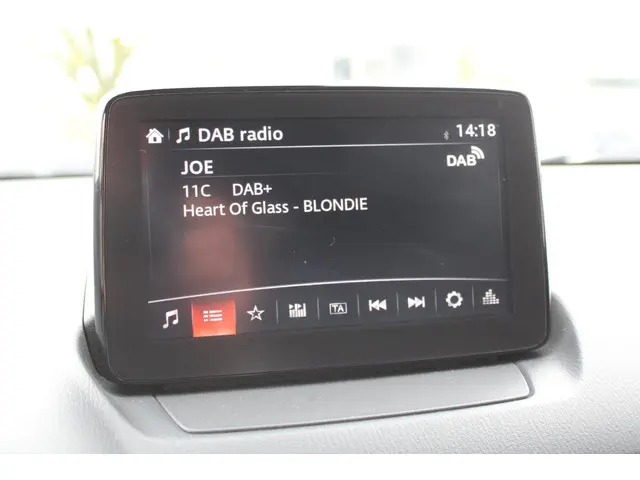 DAB radio 14:18
JOE DAB
11C DAB+
Heart Of Glass - BLONDIE
TA